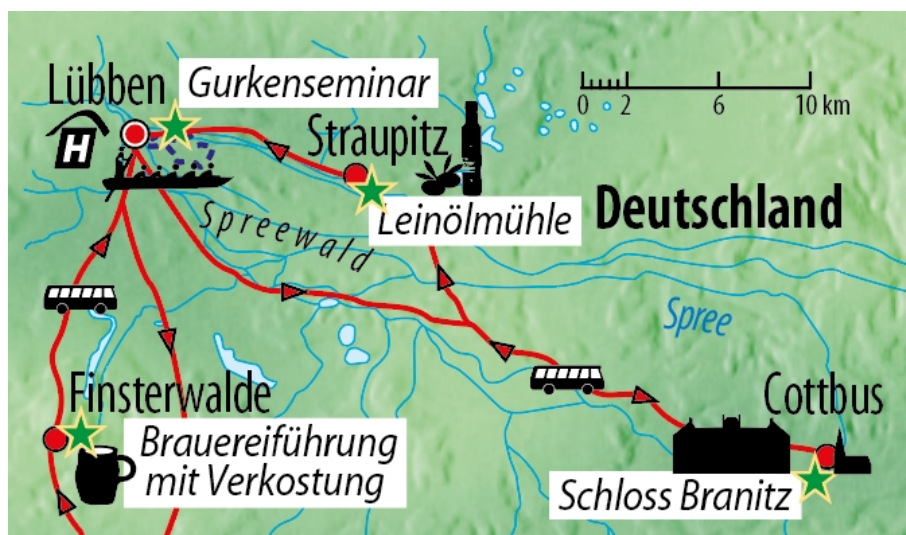 Lübben
Gurkenseminar
H
0 2 6 10 km
Straupitz
Leinölmühle
Deutschland
Spreewald
Spree
Finsterwalde
Brauereiführung
mit Verkostung
Cottbus
Schloss Branitz